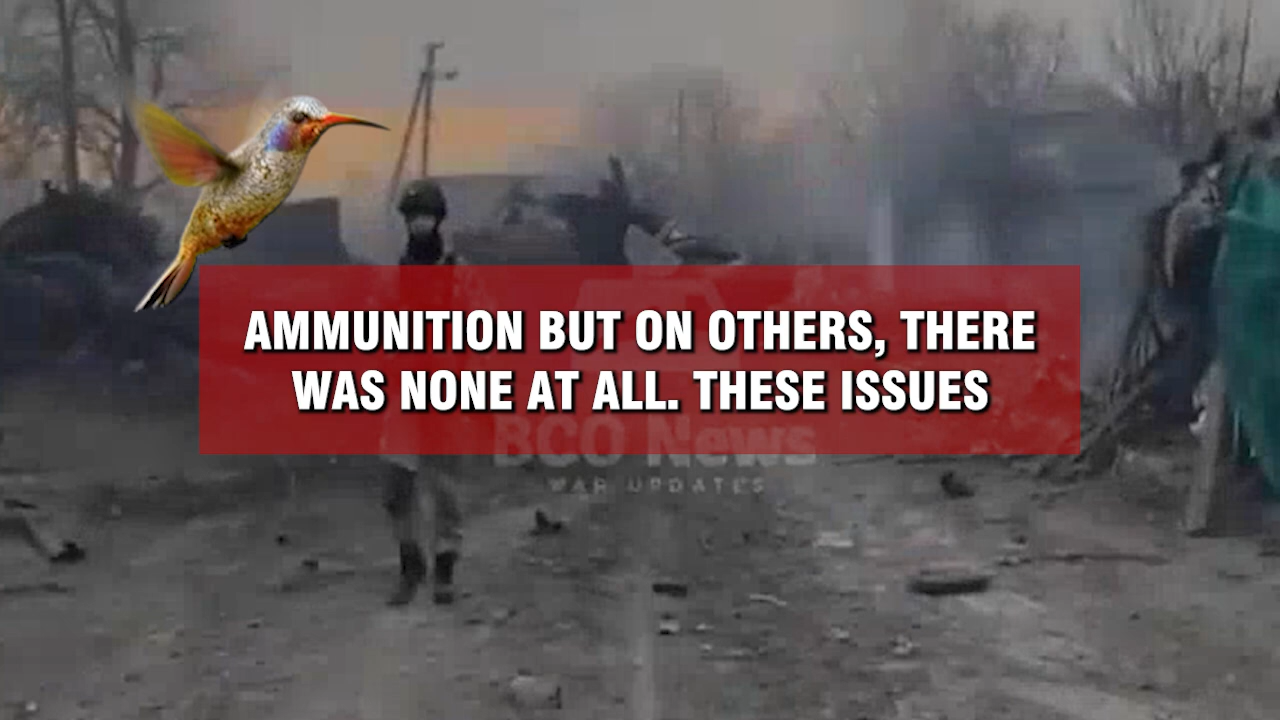 AMMUNITION BUT ON OTHERS, THERE
WAS NONE AT ALL. THESE ISSUES
BCO News
WAR UPDATES